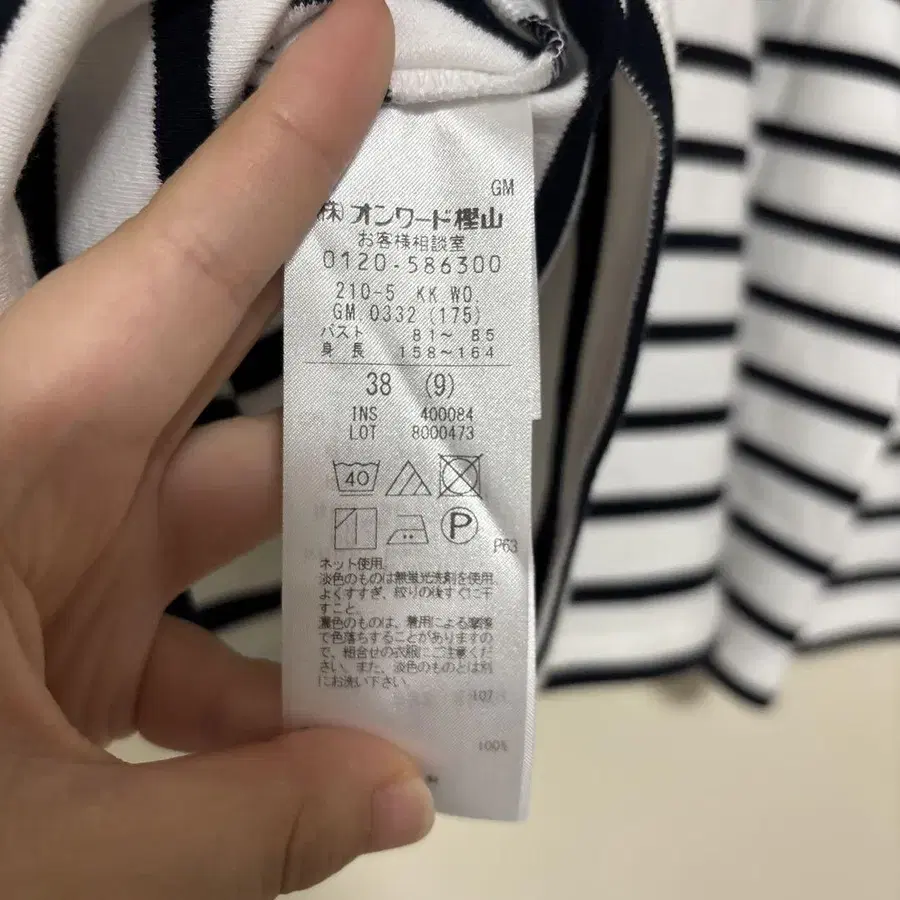 GM
㈱オンワード樫山
お客様相談室
0120-586300
210-5 KK WO.
GM 0332 (175)
バスト 81～ 85
身 長 158～164
38 (9)
INS 400084
LOT 8000473
40
P
P63
ネット使用。
淡色のものは無蛍光洗剤を使用、
よくすすぎ、絞りの後すぐに干
すこと。
濃色のものは、着用による摩擦
で色落ちすることがありますの
で、組合せの衣服にご注意くだ
さい。また、淡色のものとは別
にお洗い下さい。
107
100%